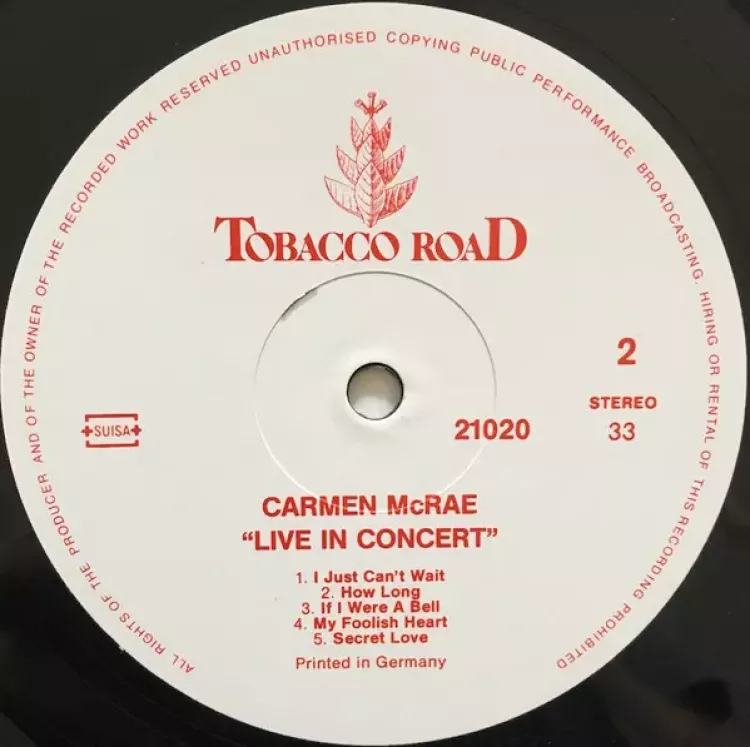 ALL RIGHTS OF THE PRODUCER AND OF THE OWNER OF THE RECORDED WORK RESERVED UNAUTHORISED COPYING PUBLIC PERFORMANCE BROADCASTING, HIRING OR RENTAL OF THIS RECORDING PROHIBITED
TOBACCO ROAD
2
STEREO
33
SUISA
21020
CARMEN McRAE
“LIVE IN CONCERT”
1. I Just Can't Wait
2. How Long
3. If I Were A Bell
4. My Foolish Heart
5. Secret Love
Printed in Germany